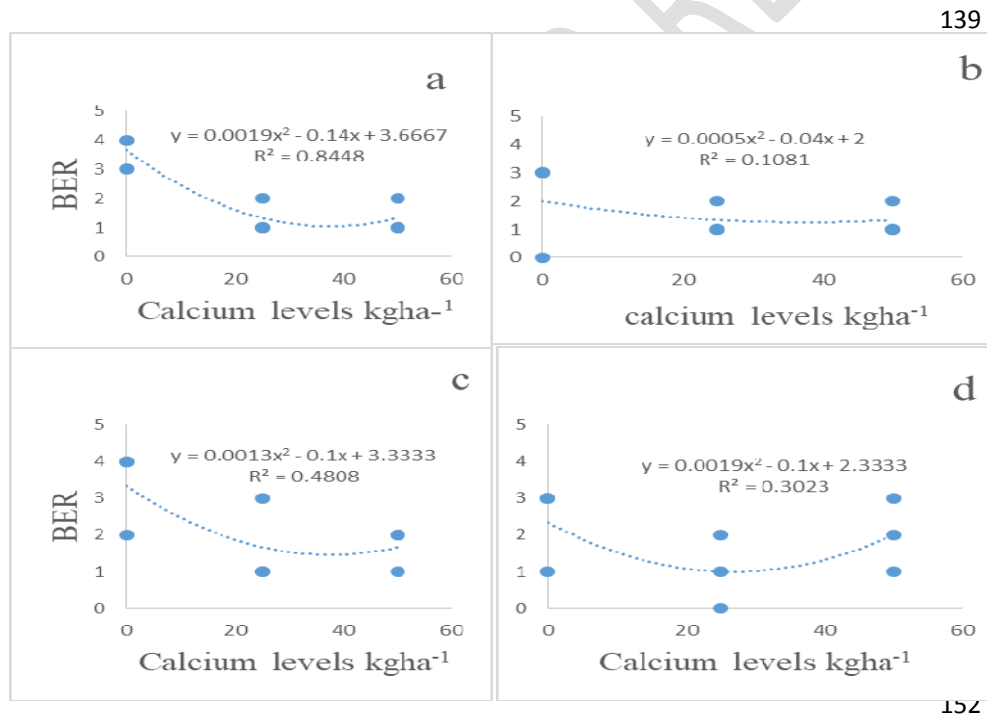 139
a
5
4
3
2
1
0
y = 0.0019x² - 0.14x + 3.6667
R² = 0.8448
BER
0 20 40 60
Calcium levels kgha-¹
b
5
4
3
2
1
0
y = 0.0005x² - 0.04x + 2
R² = 0.1081
0 20 40 60
calcium levels kgha⁻¹
c
5
4
3
2
1
0
y = 0.0013x² - 0.1x + 3.3333
R² = 0.4808
BER
0 20 40 60
Calcium levels kgha⁻¹
d
5
4
3
2
1
0
y = 0.0019x² - 0.1x + 2.3333
R² = 0.3023
0 20 40 60
Calcium levels kgha⁻¹
152